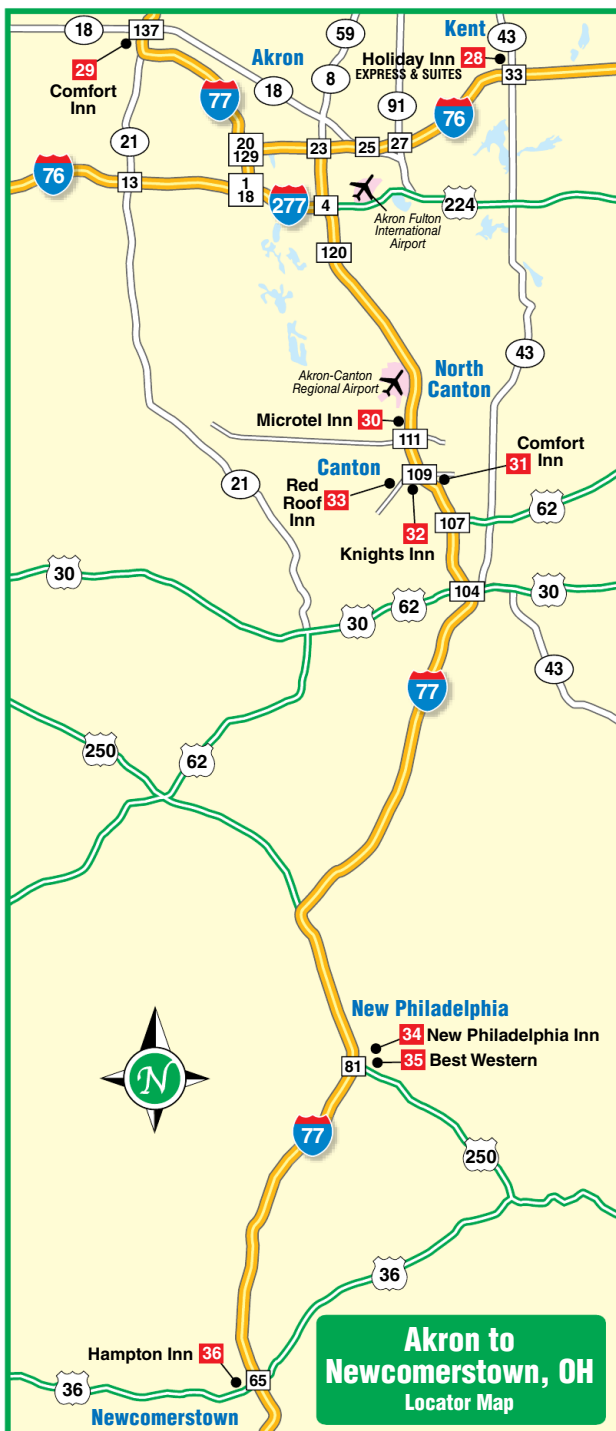 18
137
59
Kent
43
29
Comfort
Inn
Akron
8
Holiday Inn
EXPRESS & SUITES
28
33
77
18
91
76
21
20
129
23
25
27
76
13
1
18
277
4
224
Akron Fulton
International
Airport
120
43
Akron-Canton
Regional Airport
North
Canton
Microtel Inn
30
111
Comfort
Inn
31
Canton
109
Red
Roof
Inn
33
21
32
Knights Inn
107
62
30
104
30
62
30
43
77
250
62
New Philadelphia
34
New Philadelphia Inn
35
Best Western
81
N
77
250
36
Hampton Inn
36
65
36
Newcomerstown
Akron to
Newcomerstown, OH
Locator Map